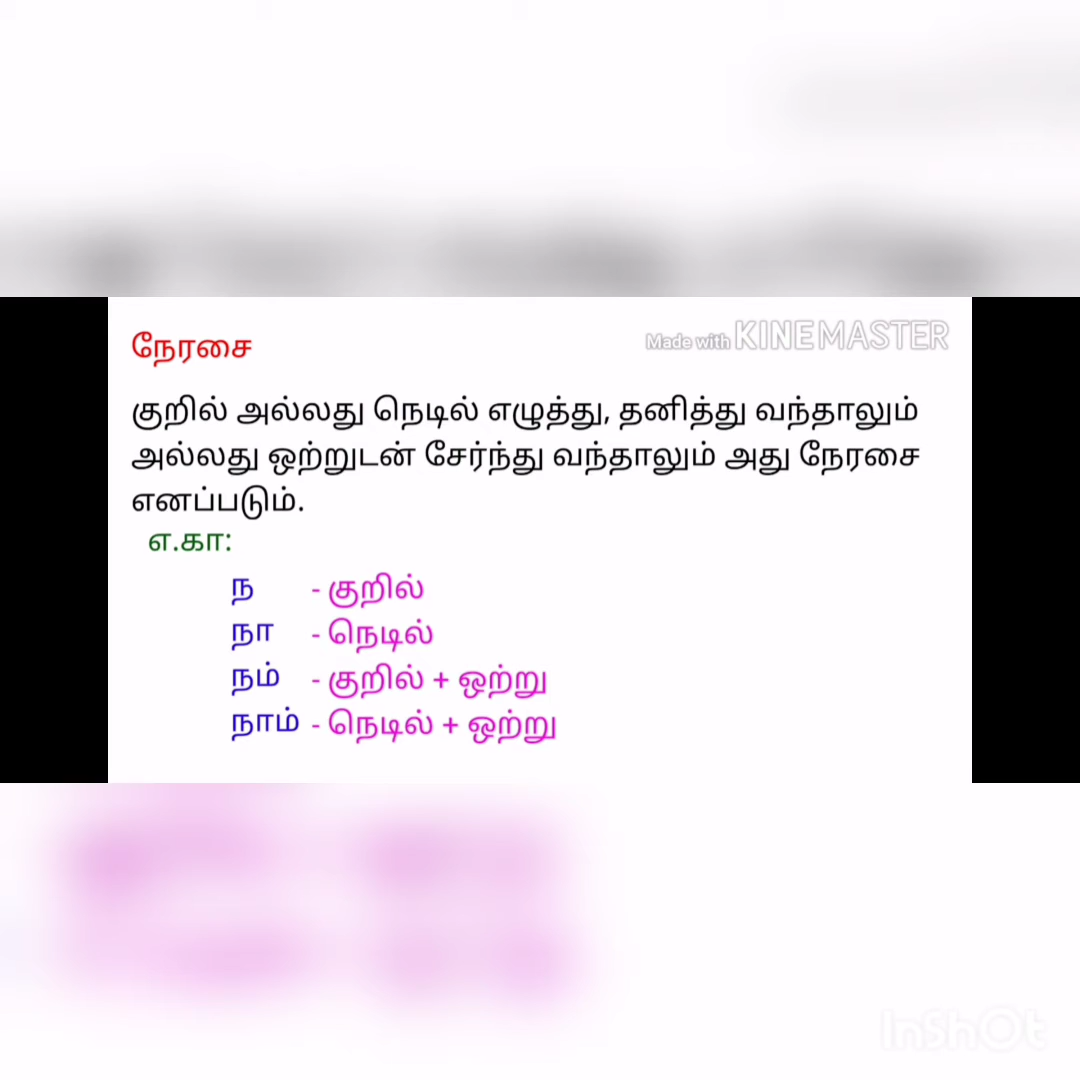 நேரசை
Made with KINEMASTER
குறில் அல்லது நெடில் எழுத்து, தனித்து வந்தாலும்
அல்லது ஒற்றுடன் சேர்ந்து வந்தாலும் அது நேரசை
எனப்படும்.
எ.கா:
ந - குறில்
நா - நெடில்
நம் - குறில் + ஒற்று
நாம் - நெடில் + ஒற்று
InShOt